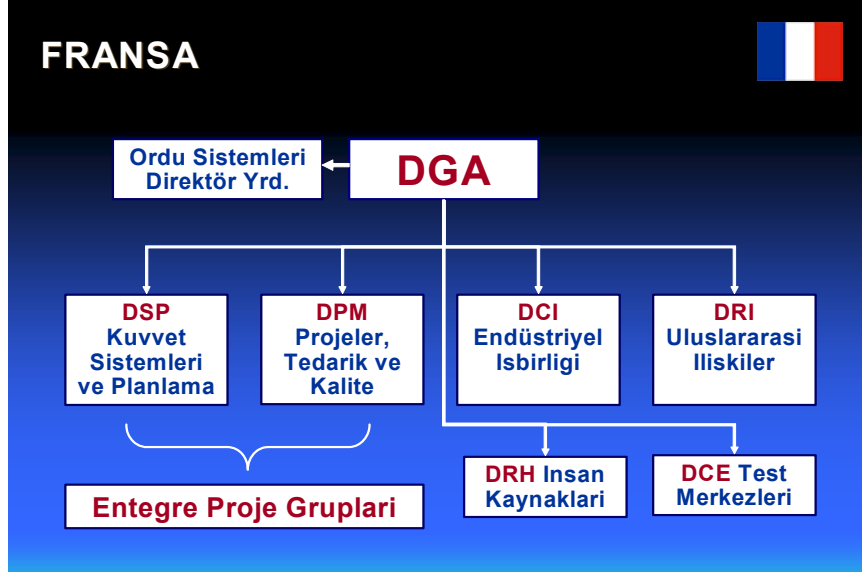 FRANSA
Ordu Sistemleri
Direktör Yrd.
DGA
DSP
Kuvvet
Sistemleri
ve Planlama
DPM
Projeler,
Tedarik ve
Kalite
DCI
Endüstriyel
Isbirligi
DRI
Uluslararasi
Iliskiler
Entegre Proje Gruplari
DRH Insan
Kaynaklari
DCE Test
Merkezleri